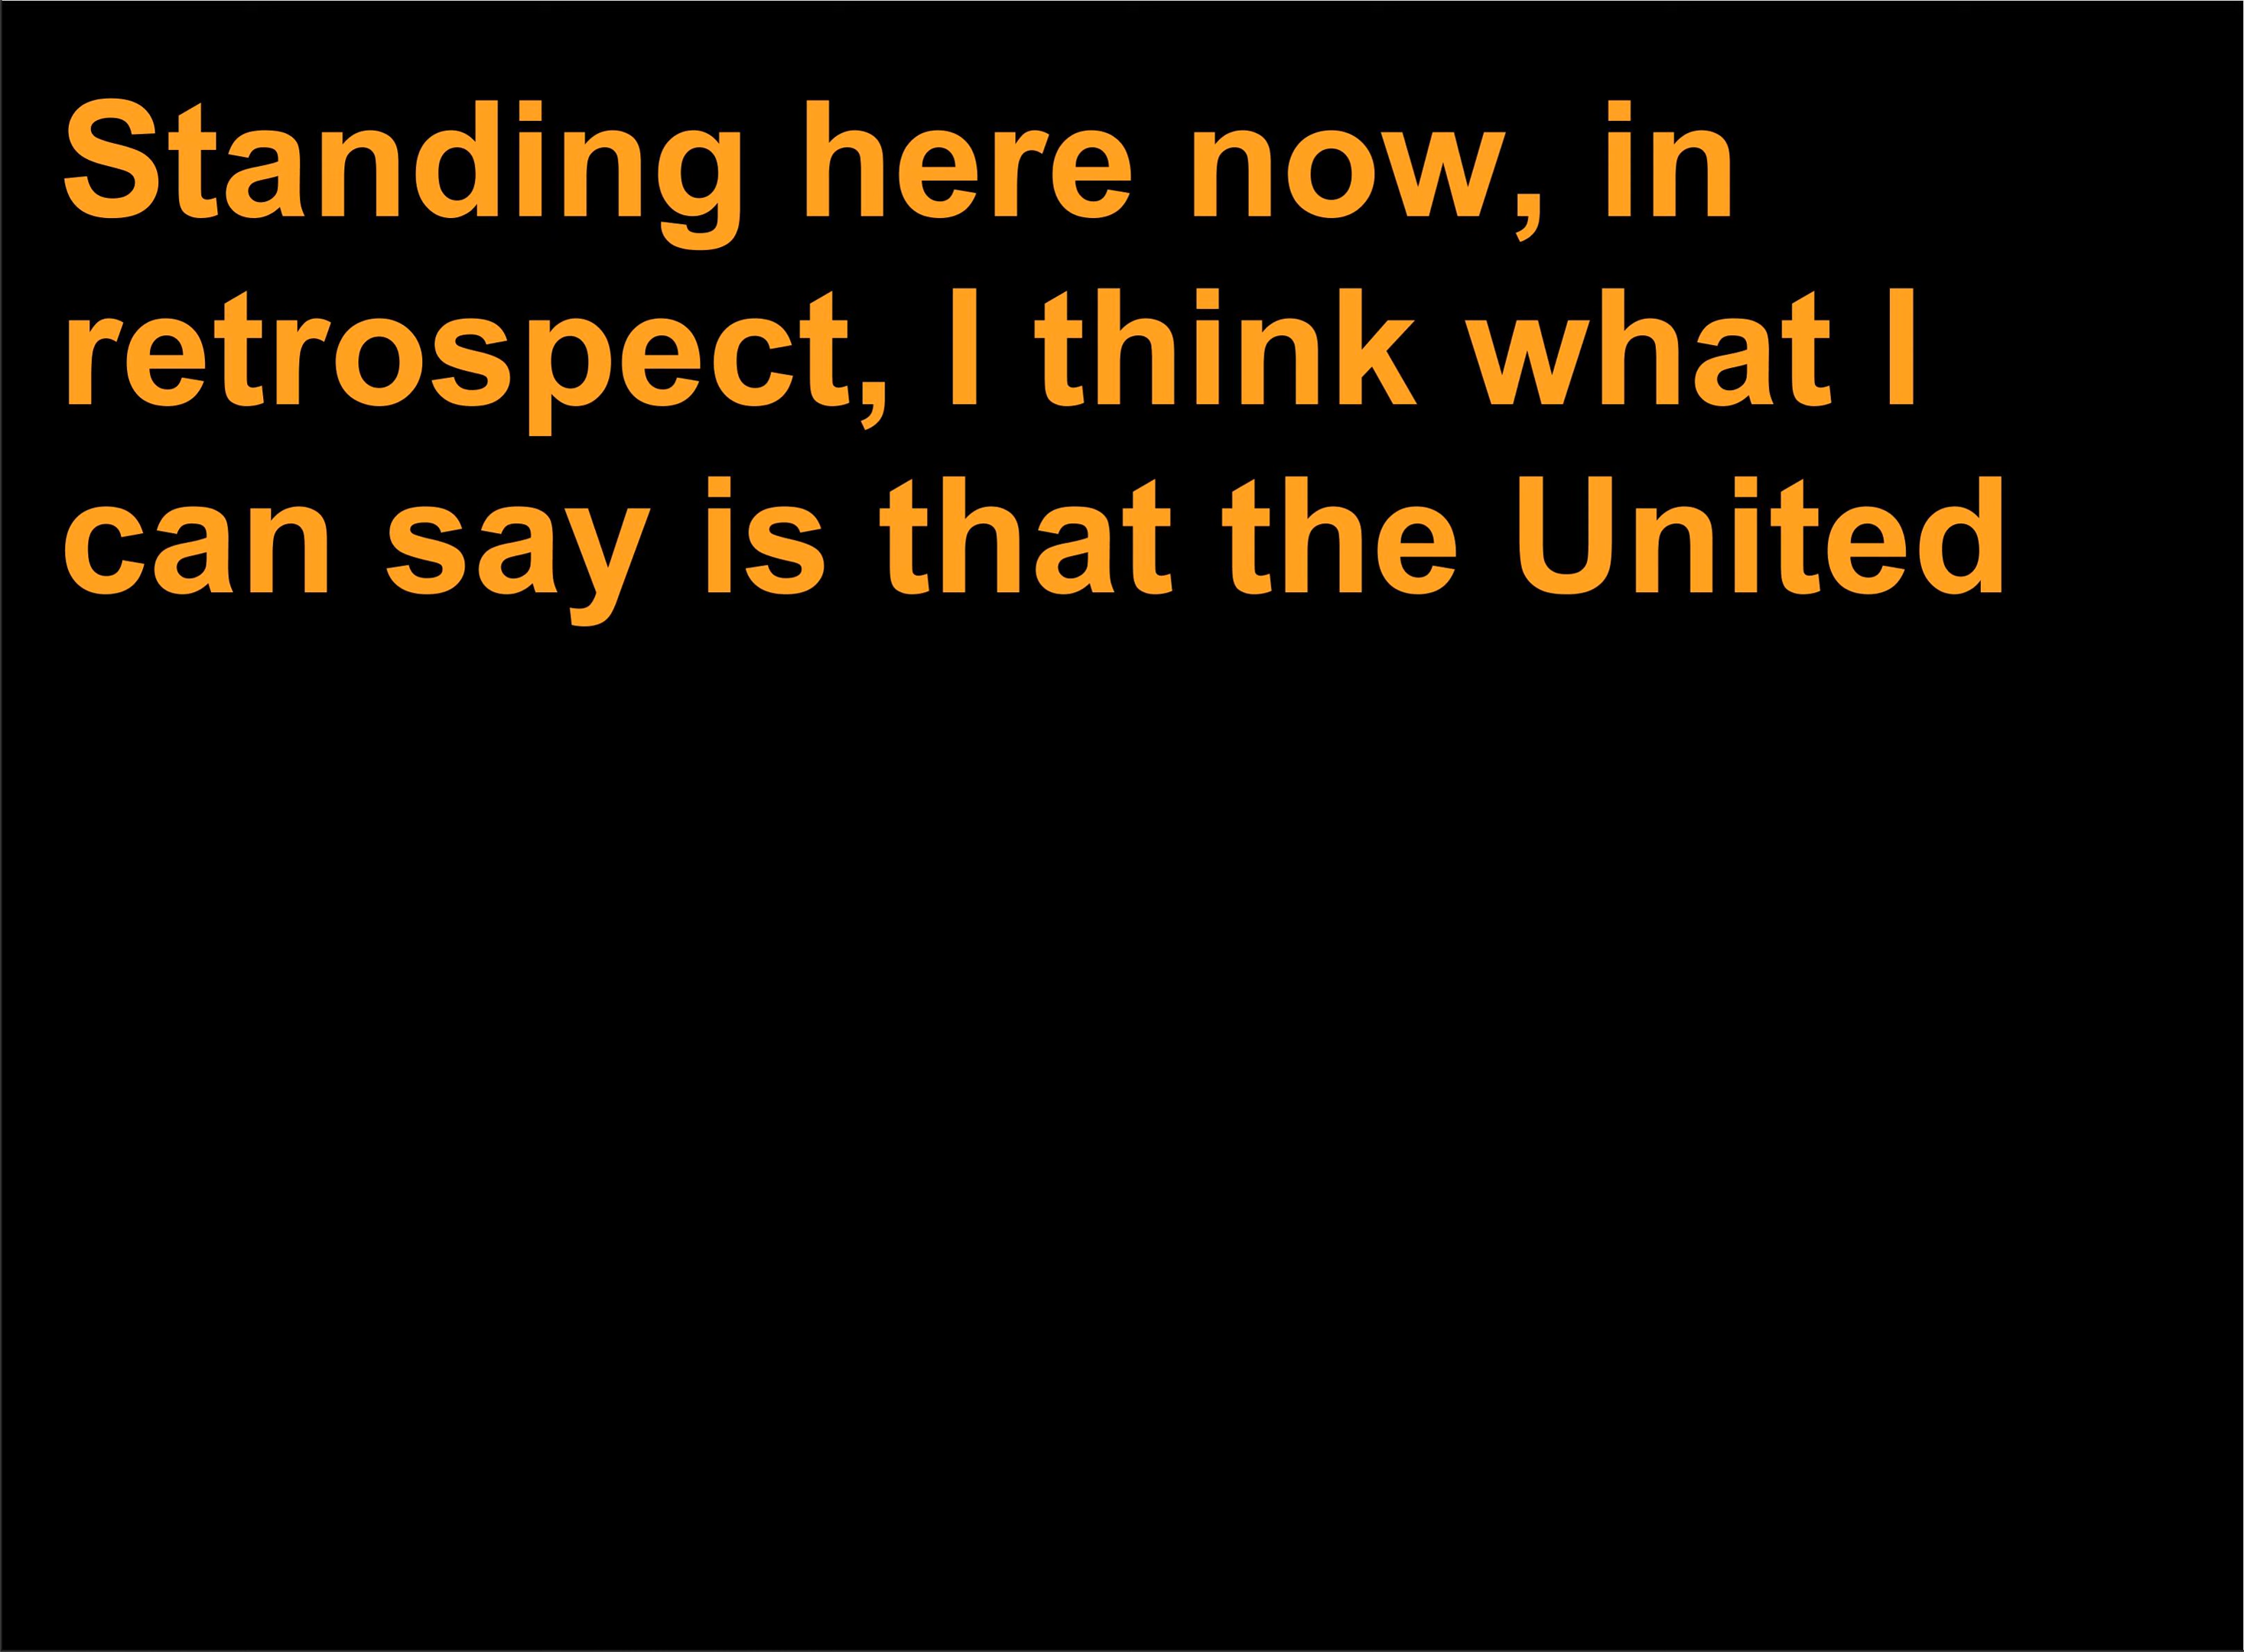 Standing here now, in
retrospect, I think what I
can say is that the United